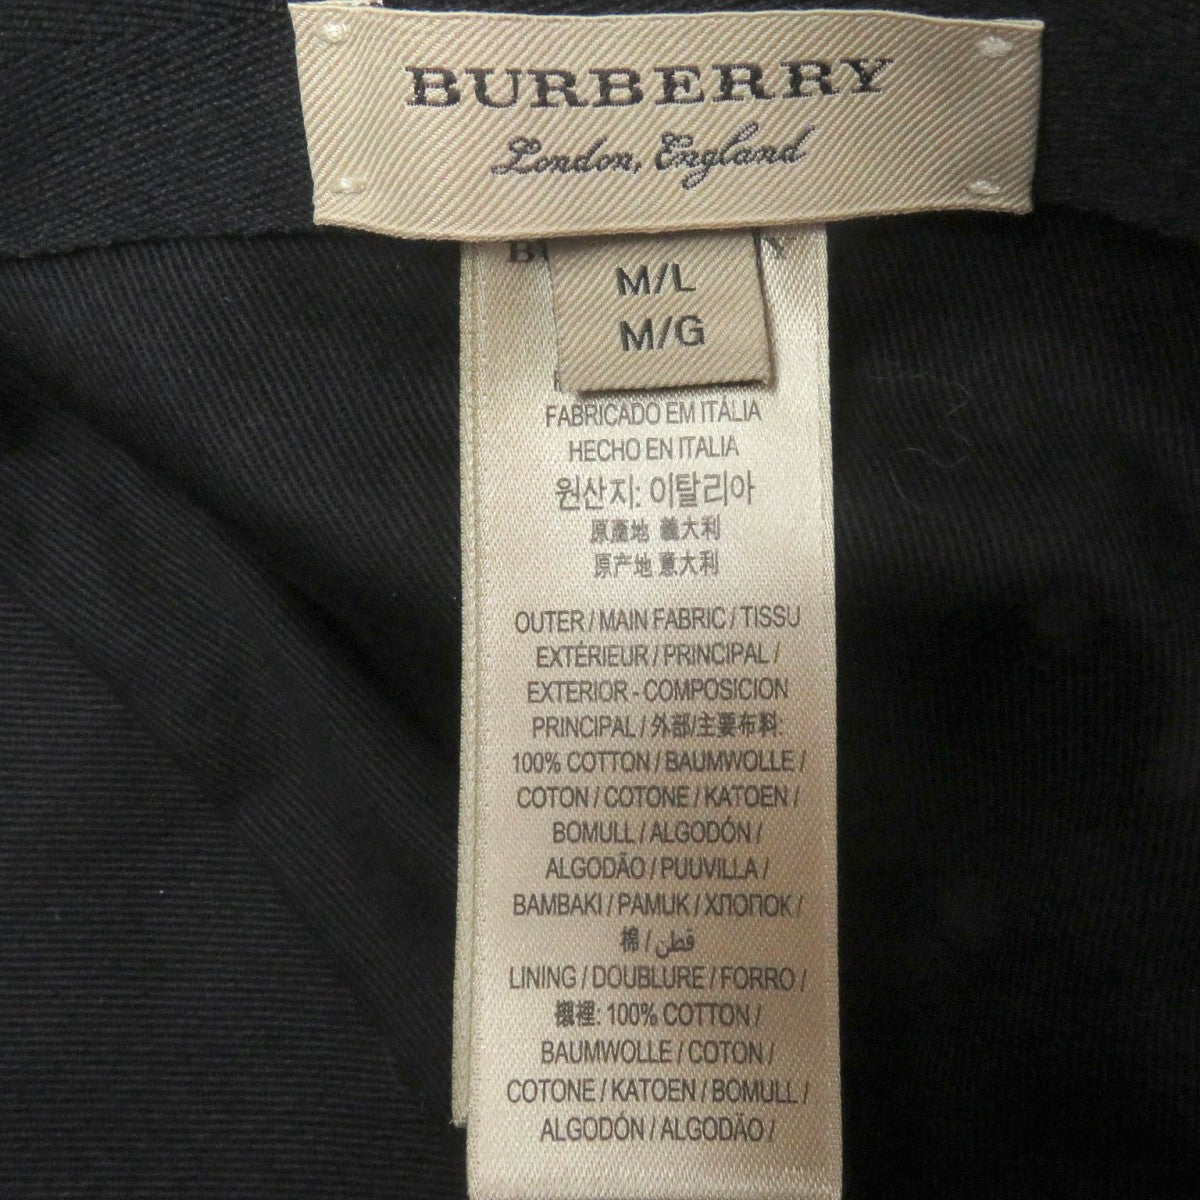 BURBERRY
London, England
M/L
M/G
FABRICADO EM ITÁLIA
HECHO EN ITALIA
원산지: 이탈리아
原產地 義大利
原产地 意大利
OUTER / MAIN FABRIC / TISSU
EXTÉRIEUR / PRINCIPAL /
EXTERIOR - COMPOSICION
PRINCIPAL / 外部/主要布料:
100% COTTON / BAUMWOLLE /
COTON / COTONE / KATOEN /
BOMULL / ALGODÓN /
ALGODÃO / PUUVILLA /
BAMBAKI / PAMUK / ХЛОПОК /
棉 / قطن
LINING / DOUBLURE / FORRO /
襯裡: 100% COTTON /
BAUMWOLLE / COTON /
COTONE / KATOEN / BOMULL /
ALGODÓN / ALGODÃO /